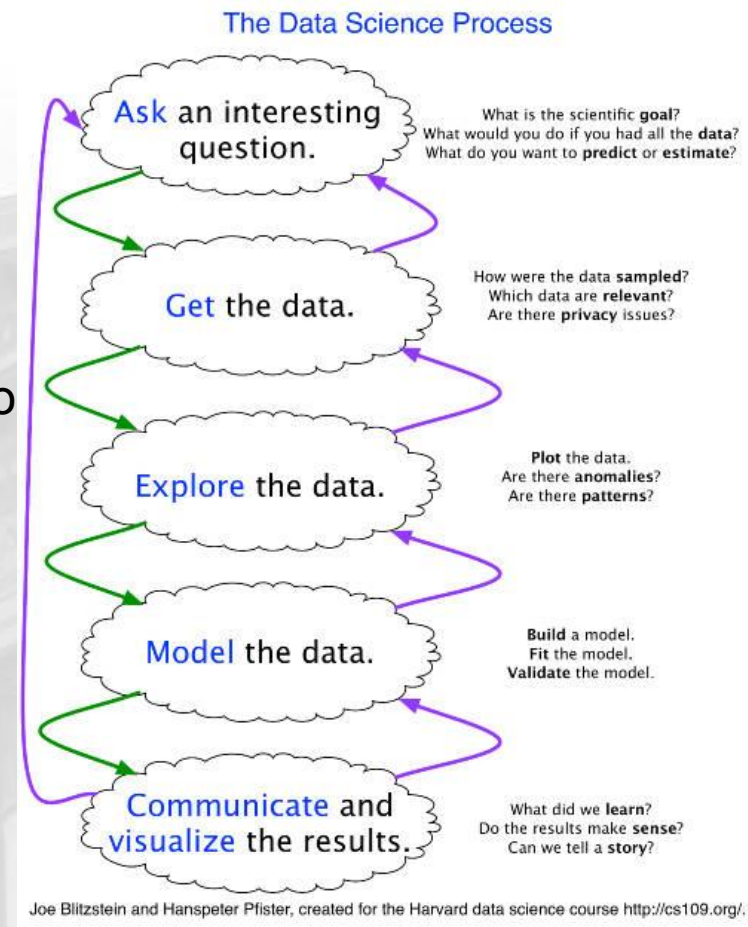 The Data Science Process
Ask an interesting
question.
What is the scientific goal?
What would you do if you had all the data?
What do you want to predict or estimate?
Get the data.
How were the data sampled?
Which data are relevant?
Are there privacy issues?
Explore the data.
Plot the data.
Are there anomalies?
Are there patterns?
Model the data.
Build a model.
Fit the model.
Validate the model.
Communicate and
visualize the results.
What did we learn?
Do the results make sense?
Can we tell a story?
Joe Blitzstein and Hanspeter Pfister, created for the Harvard data science course http://cs109.org/.